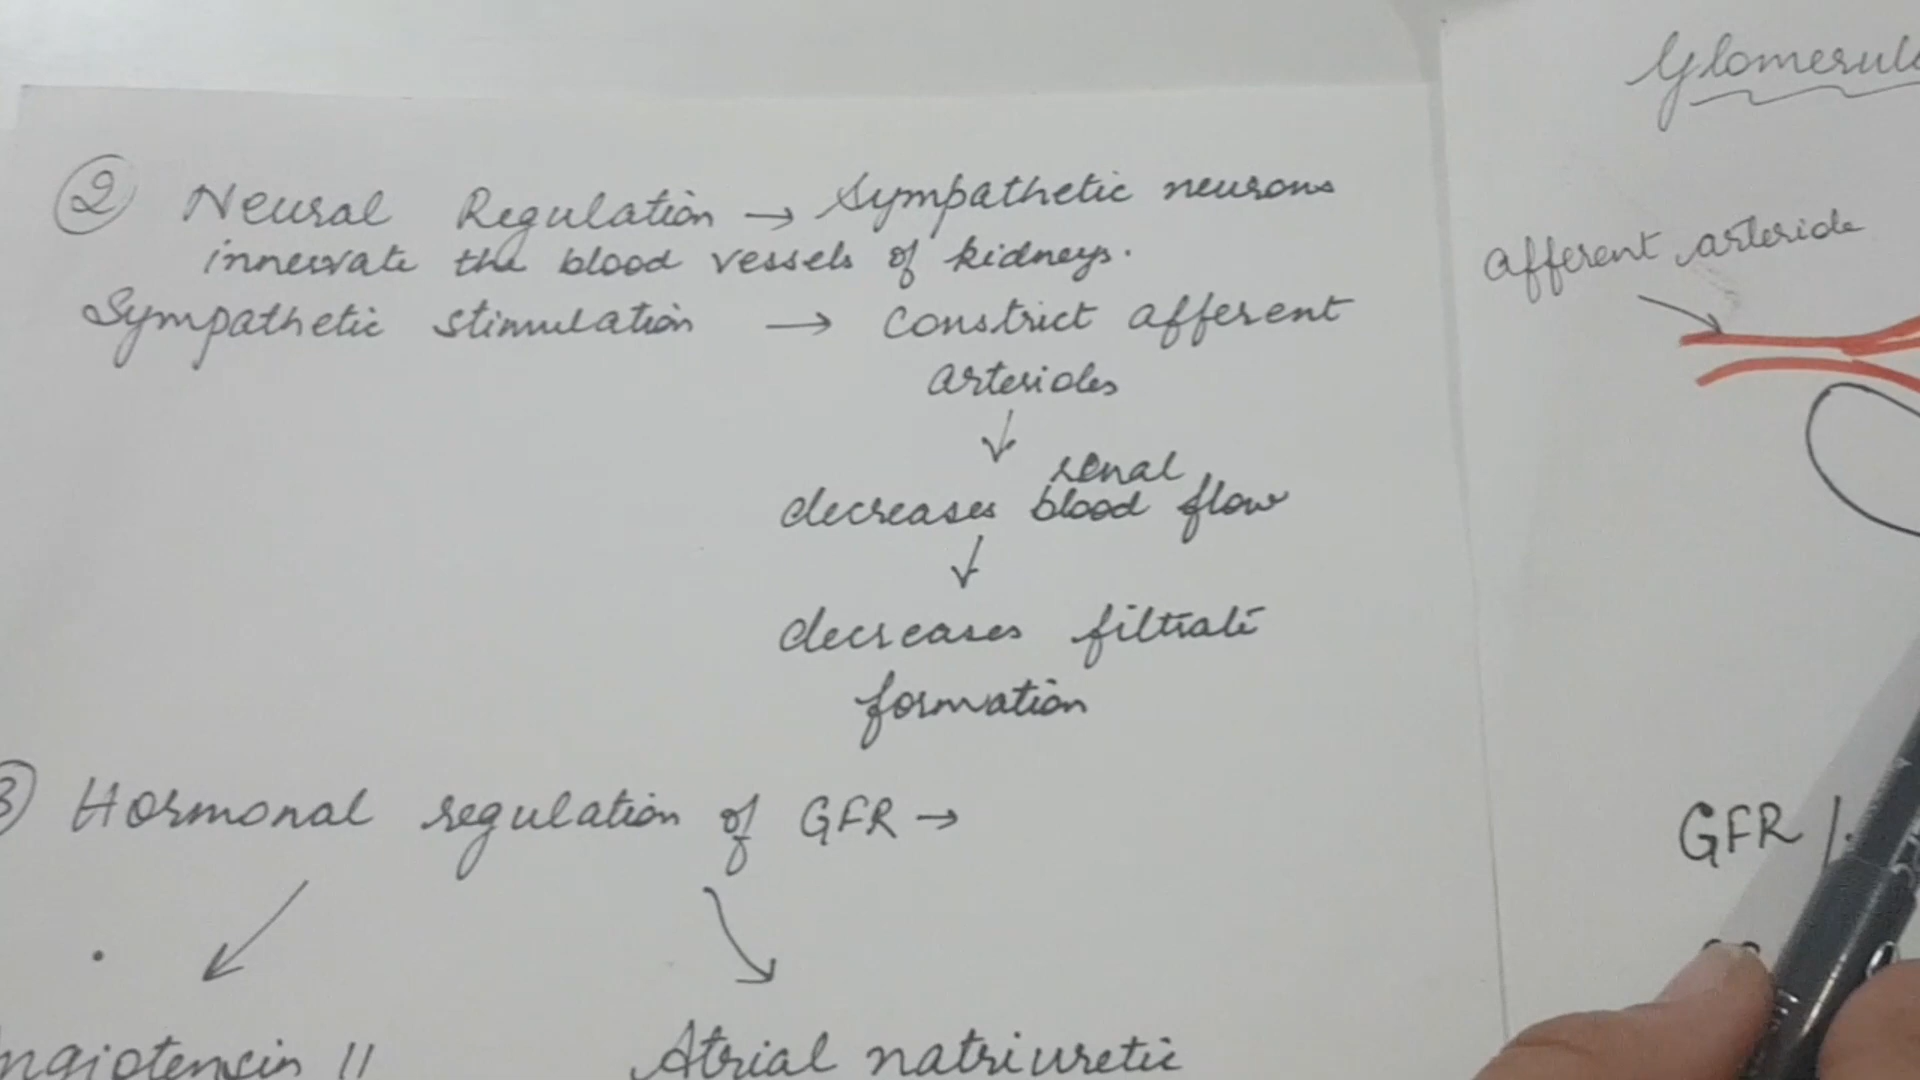 ② Neural Regulation → Sympathetic neurons
innervate the blood vessels of kidneys.
Sympathetic stimulation → constrict afferent
arterioles
↓
renal
decreases blood flow
↓
decreases filtrate
formation
③ Hormonal regulation of GFR →
ngiotensin II
Atrial natriuretic
Glomerul
afferent arteriole
GFR